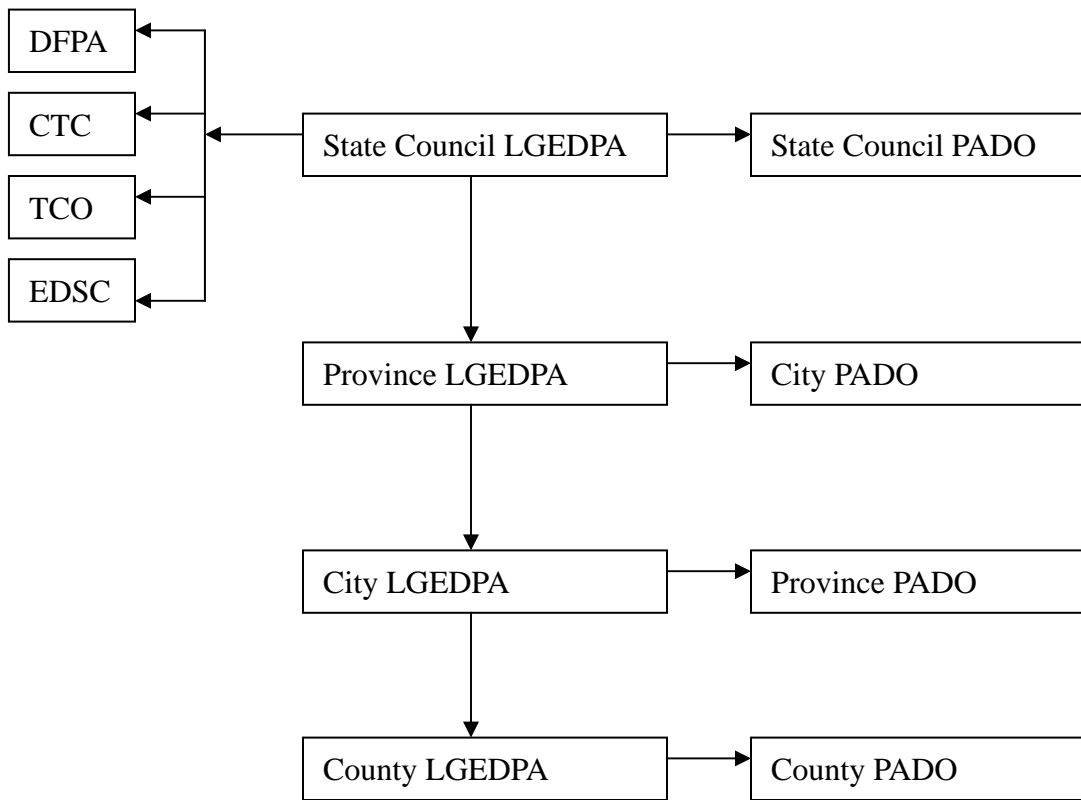 DFPA
CTC
State Council LGEDPA
State Council PADO
TCO
EDSC
Province LGEDPA
City PADO
City LGEDPA
Province PADO
County LGEDPA
County PADO